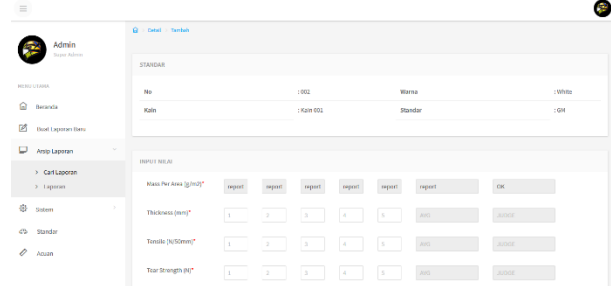 Admin
Super Admin
MENU UTAMA
Beranda
Buat Laporan Baru
Arsip Laporan
> Cari Laporan
> Laporan
Sistem
Standar
Acuan
/ Detail / Tambah
STANDAR
No : 002 Warna : White
Kain : Kain 001 Standar : GM
INPUT NILAI
Mass Per Area (g/m2)* report report report report report report OK
Thickness (mm)* 1 2 3 4 5 AVG JUDGE
Tensile (N/50mm)* 1 2 3 4 5 AVG JUDGE
Tear Strength (N)* 1 2 3 4 5 AVG JUDGE